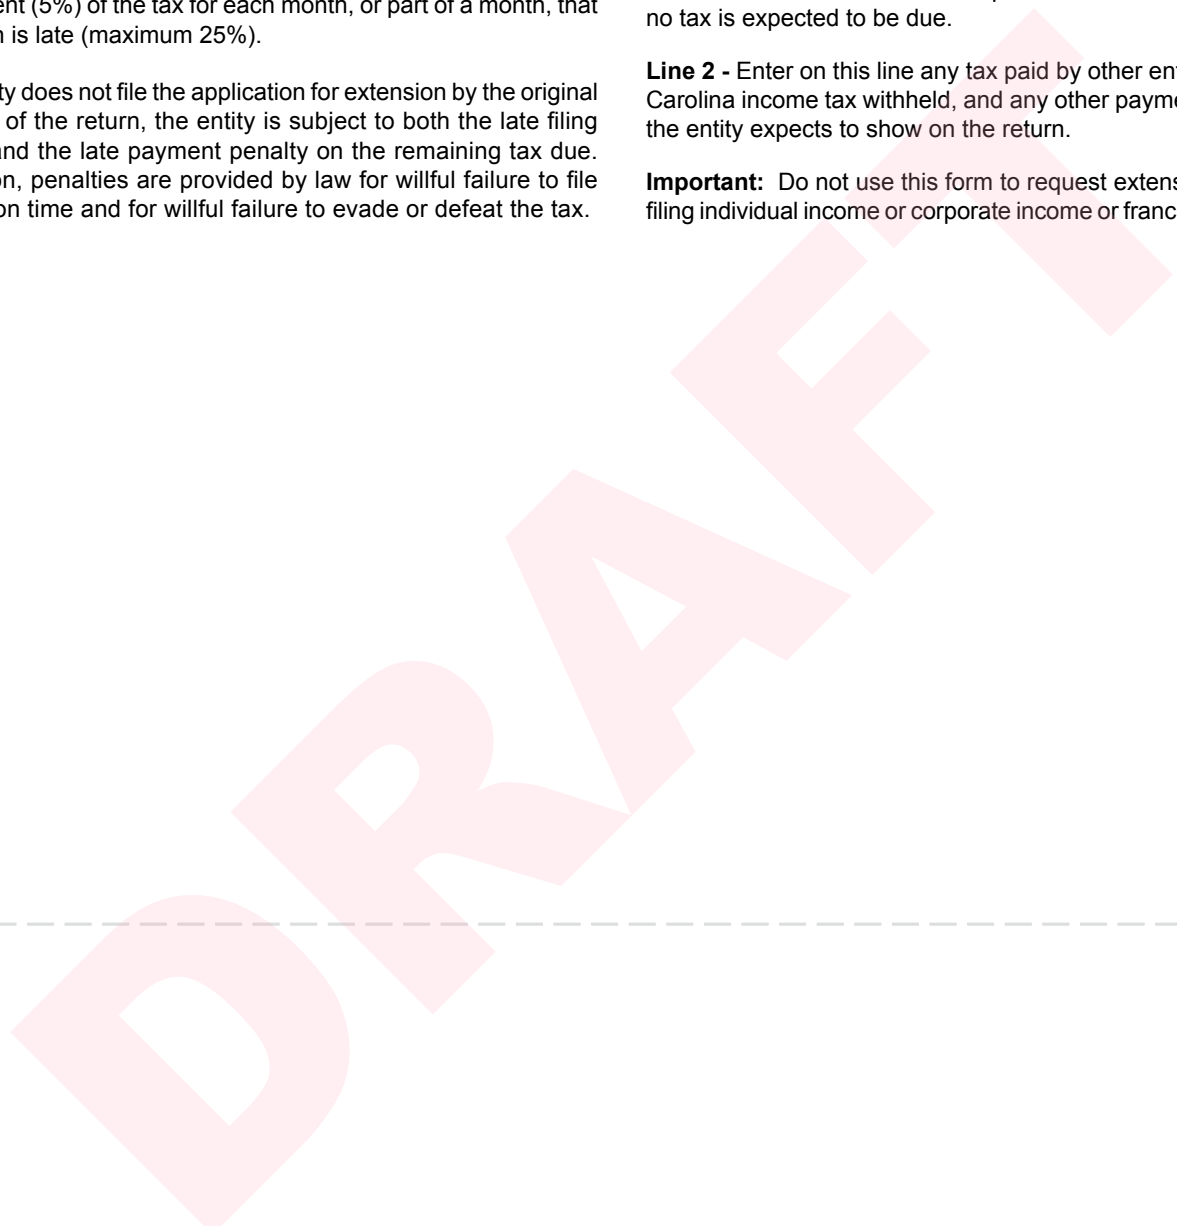 ent (5%) of the tax for each month, or part of a month, that
n is late (maximum 25%).
ty does not file the application for extension by the original
of the return, the entity is subject to both the late filing
and the late payment penalty on the remaining tax due.
on, penalties are provided by law for willful failure to file
on time and for willful failure to evade or defeat the tax.
no tax is expected to be due.
Line 2 - Enter on this line any tax paid by other ent
Carolina income tax withheld, and any other payme
the entity expects to show on the return.
Important: Do not use this form to request extens
filing individual income or corporate income or franc
DRAFT